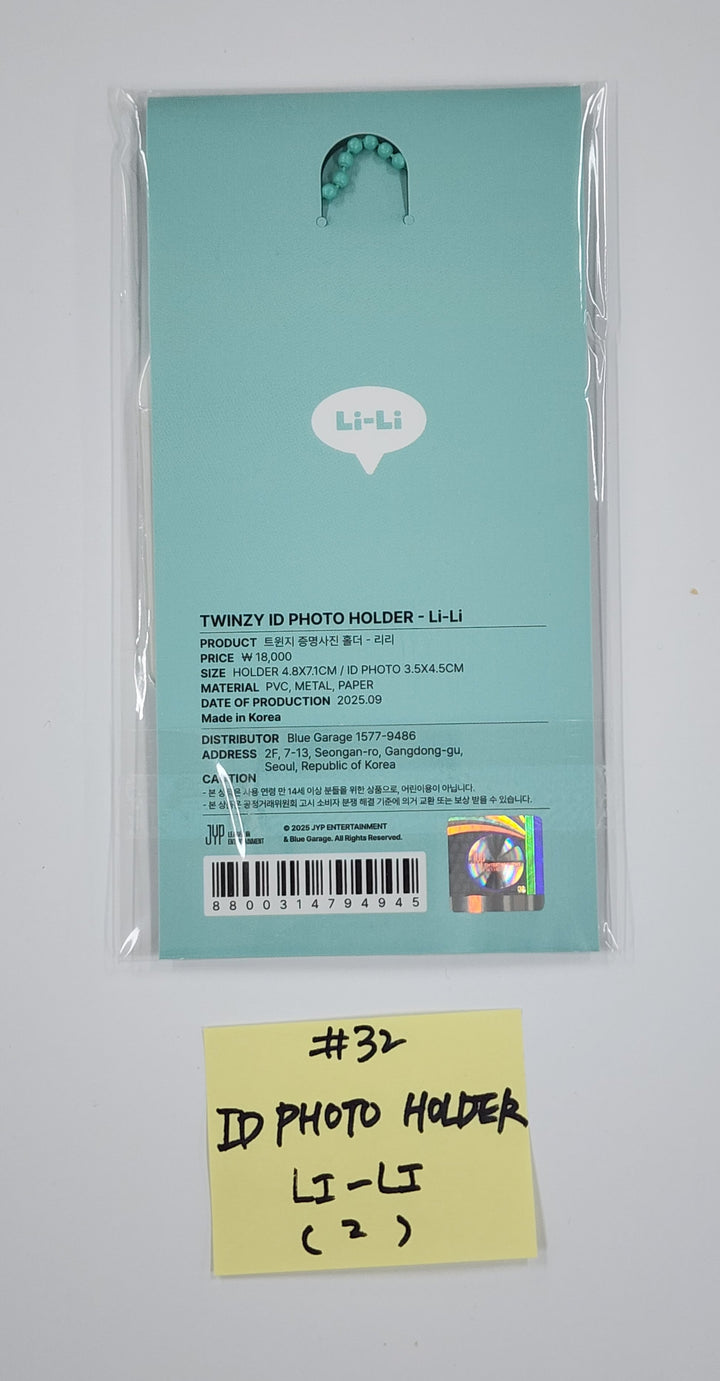 Li-Li
TWINZY ID PHOTO HOLDER - Li-Li
PRODUCT 트윈지 증명사진 홀더 - 리리
PRICE ₩ 18,000
SIZE HOLDER 4.8X7.1CM / ID PHOTO 3.5X4.5CM
MATERIAL PVC, METAL, PAPER
DATE OF PRODUCTION 2025.09
Made in Korea
DISTRIBUTOR Blue Garage 1577-9486
ADDRESS 2F, 7-13, Seongan-ro, Gangdong-gu,
Seoul, Republic of Korea
CAUTION
- 본 상품은 사용 연령 만 14세 이상 분들을 위한 상품으로, 어린이용이 아닙니다.
- 본 상품은 공정거래위원회 고시 소비자 분쟁 해결 기준에 의거 교환 또는 보상 받을 수 있습니다.
JYP
ENTERTAINMENT
© 2025 JYP ENTERTAINMENT
& Blue Garage. All Rights Reserved.
8800314794945
#32
ID PHOTO HOLDER
LI-LI
(2)